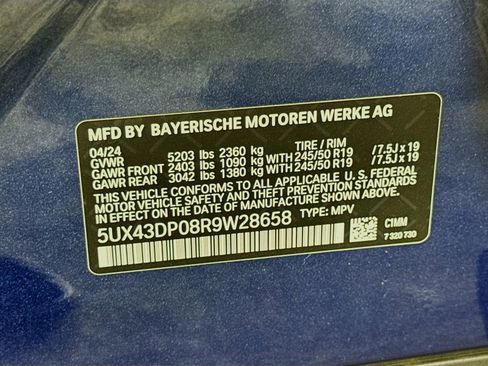 MFD BY BAYERISCHE MOTOREN WERKE AG
04/24 TIRE / RIM
GVWR 5203 lbs 2360 kg
GAWR FRONT 2403 lbs 1090 kg WITH 245/50 R19 /7.5J x 19
GAWR REAR 3042 lbs 1380 kg WITH 245/50 R19 /7.5J x 19
THIS VEHICLE CONFORMS TO ALL APPLICABLE U.S. FEDERAL
MOTOR VEHICLE SAFETY AND THEFT PREVENTION STANDARDS
IN EFFECT ON THE DATE OF MANUFACTURE SHOWN ABOVE.
5UX43DP08R9W28658 TYPE: MPV
C1MM
7 320 730